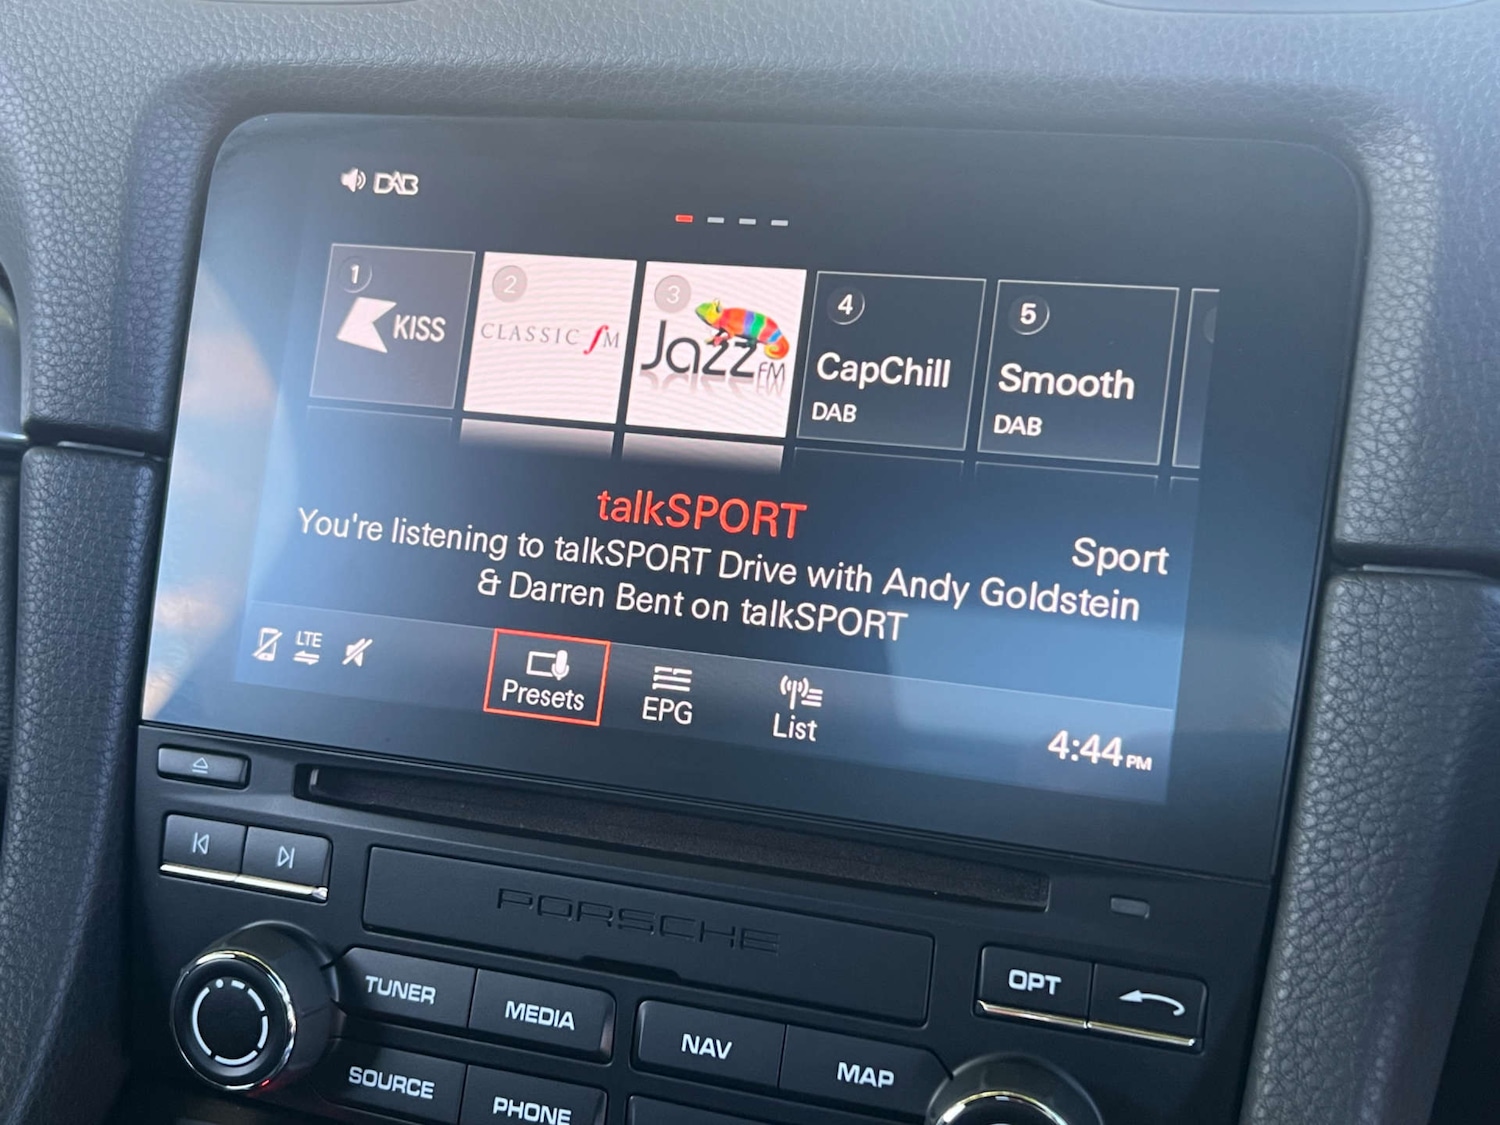 DAB
1
KISS
2
CLASSIC fM
3
Jazz FM
4
CapChill
DAB
5
Smooth
DAB
talkSPORT
Sport
You're listening to talkSPORT Drive with Andy Goldstein
& Darren Bent on talkSPORT
LTE
Presets
EPG
List
4:44 PM
PORSCHE
TUNER
MEDIA
NAV
MAP
OPT
SOURCE
PHONE